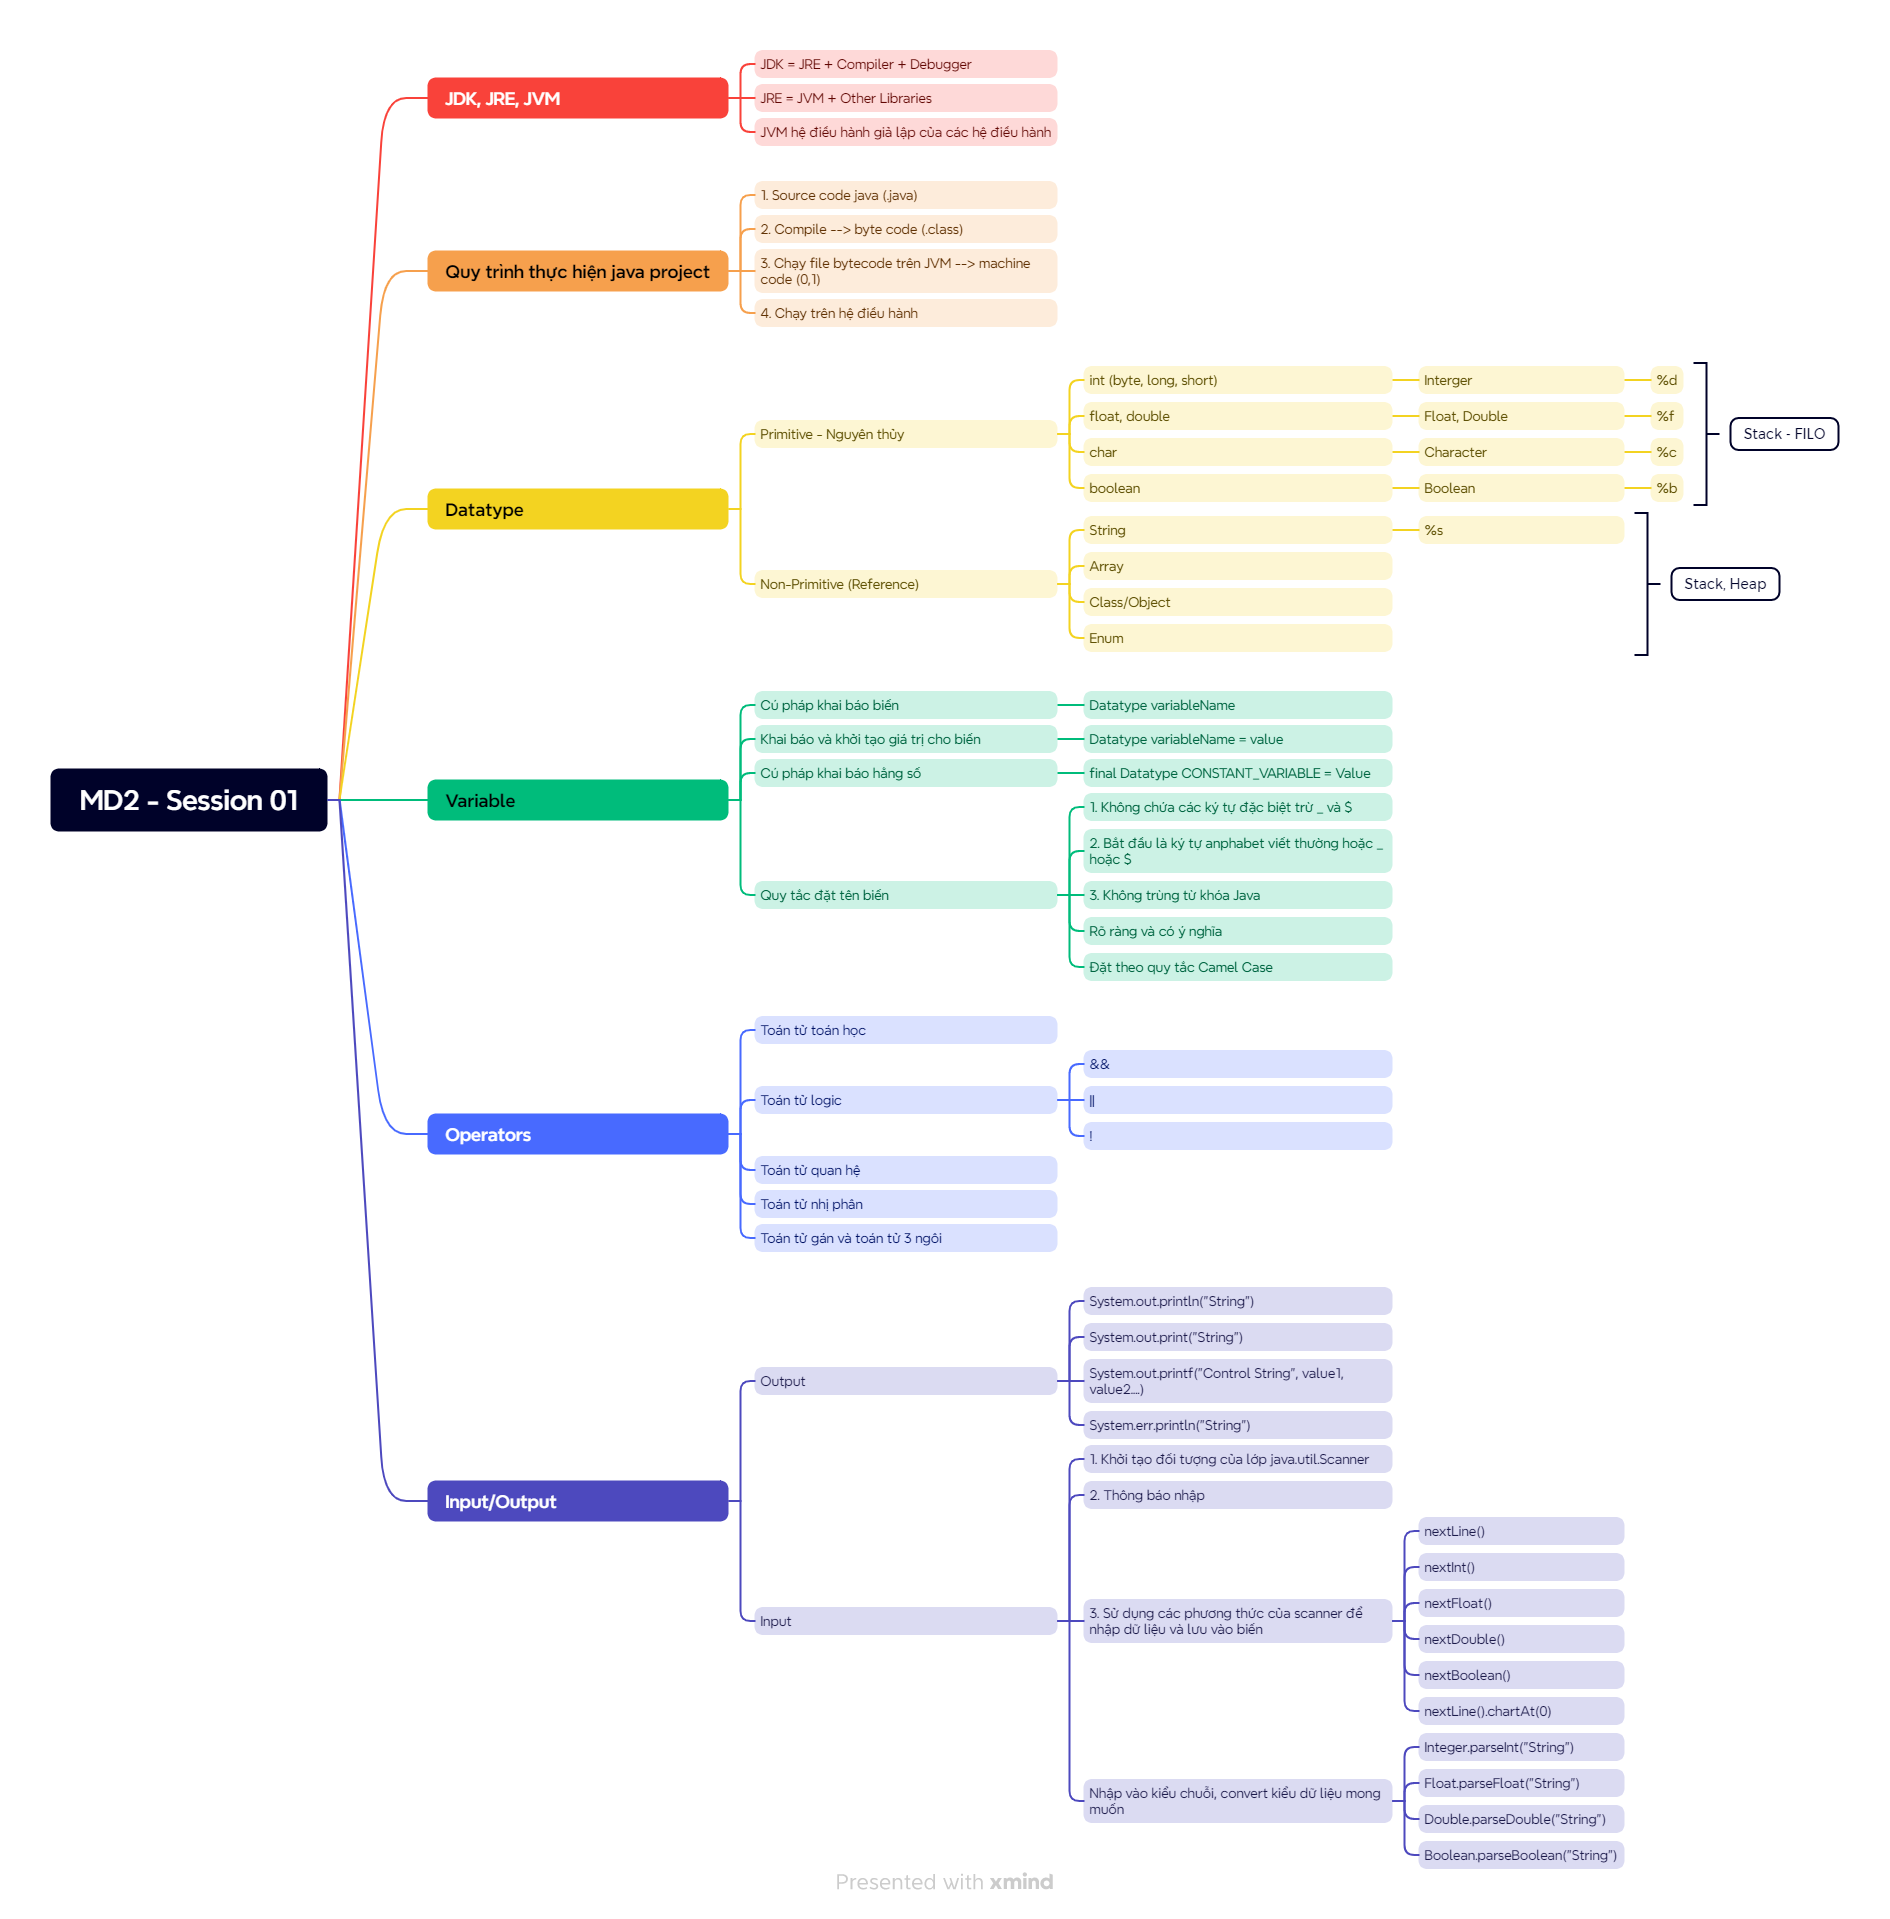 MD2 - Session 01
JDK, JRE, JVM
JDK = JRE + Compiler + Debugger
JRE = JVM + Other Libraries
JVM hệ điều hành giả lập của các hệ điều hành
Quy trình thực hiện java project
1. Source code java (.java)
2. Compile --> byte code (.class)
3. Chạy file bytecode trên JVM --> machine
code (0,1)
4. Chạy trên hệ điều hành
Datatype
Primitive - Nguyên thủy
int (byte, long, short)
Interger
%d
float, double
Float, Double
%f
char
Character
%c
boolean
Boolean
%b
Stack - FILO
Non-Primitive (Reference)
String
%s
Array
Class/Object
Enum
Stack, Heap
Variable
Cú pháp khai báo biến
Datatype variableName
Khai báo và khởi tạo giá trị cho biến
Datatype variableName = value
Cú pháp khai báo hằng số
final Datatype CONSTANT_VARIABLE = Value
Quy tắc đặt tên biến
1. Không chứa các ký tự đặc biệt trừ _ và $
2. Bắt đầu là ký tự anphabet viết thường hoặc _
hoặc $
3. Không trùng từ khóa Java
Rõ ràng và có ý nghĩa
Đặt theo quy tắc Camel Case
Operators
Toán tử toán học
Toán tử logic
&&
||
!
Toán tử quan hệ
Toán tử nhị phân
Toán tử gán và toán tử 3 ngôi
Input/Output
Output
System.out.println("String")
System.out.print("String")
System.out.printf("Control String", value1,
value2....)
System.err.println("String")
Input
1. Khởi tạo đối tượng của lớp java.util.Scanner
2. Thông báo nhập
3. Sử dụng các phương thức của scanner để
nhập dữ liệu và lưu vào biến
nextLine()
nextInt()
nextFloat()
nextDouble()
nextBoolean()
nextLine().chartAt(0)
Nhập vào kiểu chuỗi, convert kiểu dữ liệu mong
muốn
Integer.parseInt("String")
Float.parseFloat("String")
Double.parseDouble("String")
Boolean.parseBoolean("String")
Presented with xmind